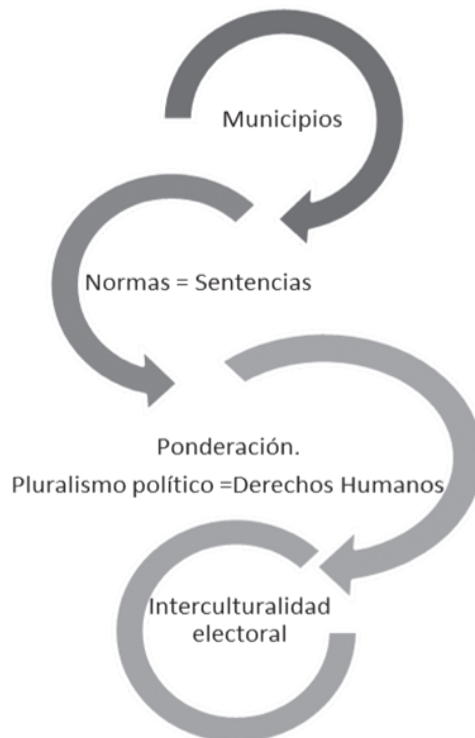 Municipios
Normas = Sentencias
Ponderación.
Pluralismo político =Derechos Humanos
Interculturalidad
electoral